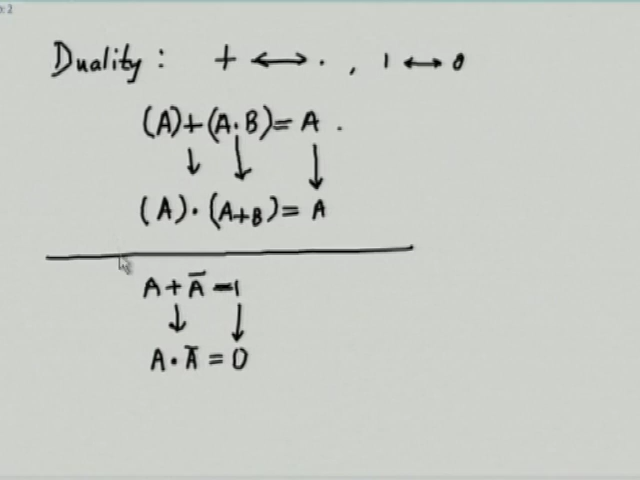 Duality : + ⟷ · , 1 ⟷ 0
(A)+(A.B)= A .
↓ ↓ ↓
(A)·(A+B)= A
A + A̅ = 1
↓ ↓
A · A̅ = 0